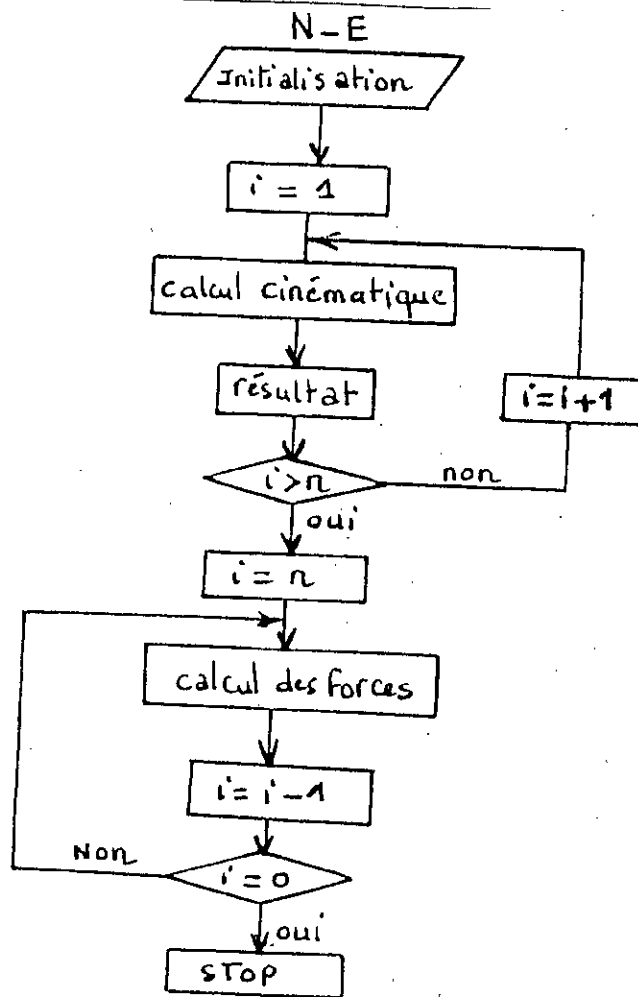 N-E
Initialisation
i = 1
calcul cinématique
résultat
i=i+1
i>n
non
oui
i = n
calcul des forces
i=i-1
Non
i=0
oui
STOP